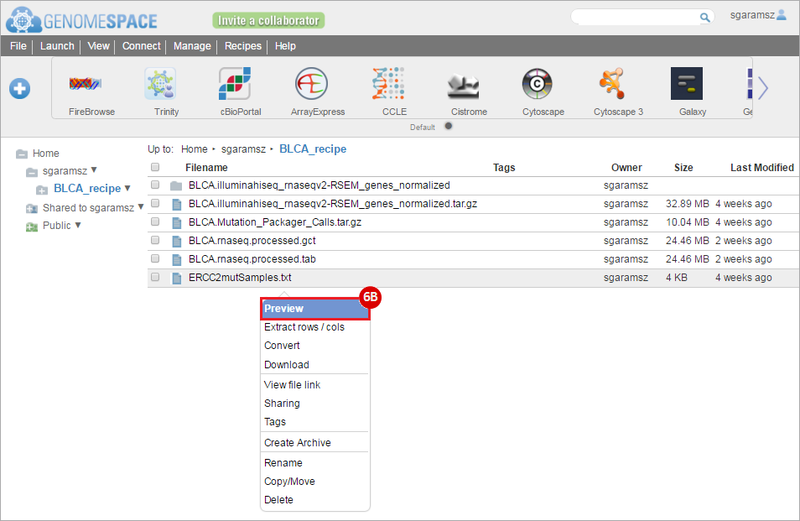 GENOMESPACE
Invite a collaborator
sgaramsz
File Launch View Connect Manage Recipes Help
FireBrowse Trinity cBioPortal ArrayExpress CCLE Cistrome Cytoscape Cytoscape 3 Galaxy Ge
Default
Up to: Home • sgaramsz • BLCA_recipe
Home
sgaramsz
BLCA_recipe
Shared to sgaramsz
Public
Filename Tags Owner Size Last Modified
BLCA.illuminahiseq_rnaseqv2-RSEM_genes_normalized sgaramsz
BLCA.illuminahiseq_rnaseqv2-RSEM_genes_normalized.tar.gz sgaramsz 32.89 MB 4 weeks ago
BLCA.Mutation_Packager_Calls.tar.gz sgaramsz 10.04 MB 4 weeks ago
BLCA.rnaseq.processed.gct sgaramsz 24.46 MB 2 weeks ago
BLCA.rnaseq.processed.tab sgaramsz 24.46 MB 2 weeks ago
ERCC2mutSamples.txt sgaramsz 4 KB 4 weeks ago
6B
Preview
Extract rows / cols
Convert
Download
View file link
Sharing
Tags
Create Archive
Rename
Copy/Move
Delete